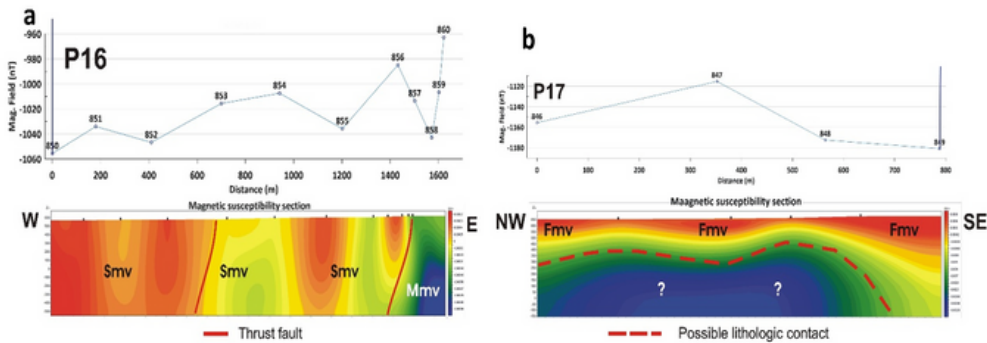 a
P16
Mag. Field (nT)
-960
-980
-1000
-1020
-1040
-1060
850
851
852
853
854
855
856
857
858
859
860
0 200 400 600 800 1000 1200 1400 1600
Distance (m)
Magnetic susceptibility section
W
E
Smv
Smv
Smv
Mmv
Thrust fault
b
P17
Mag. Field (nT)
-1120
-1140
-1160
-1180
846
847
848
849
0 100 200 300 400 500 600 700 800
Distance (m)
Maagnetic susceptibility section
NW
SE
Fmv
Fmv
Fmv
?
?
Possible lithologic contact